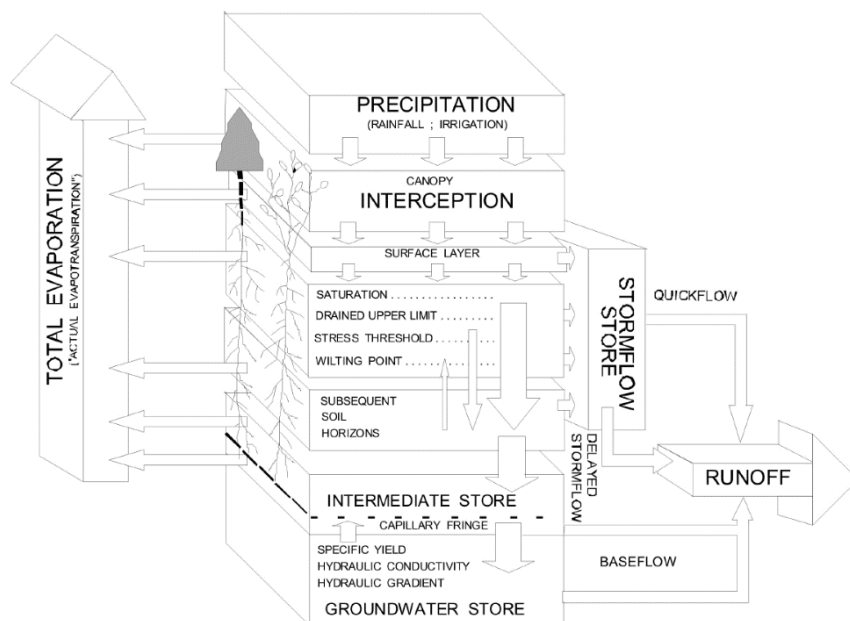 PRECIPITATION
(RAINFALL ; IRRIGATION)
CANOPY
INTERCEPTION
SURFACE LAYER
SATURATION . . . . . . . . . . . . . . . . .
DRAINED UPPER LIMIT . . . . . . . . .
STRESS THRESHOLD . . . . . . . . . .
WILTING POINT . . . . . . . . . . . . . . .
SUBSEQUENT
SOIL
HORIZONS
INTERMEDIATE STORE
CAPILLARY FRINGE
SPECIFIC YIELD
HYDRAULIC CONDUCTIVITY
HYDRAULIC GRADIENT
GROUNDWATER STORE
TOTAL EVAPORATION
("ACTUAL EVAPOTRANSPIRATION")
STORMFLOW
STORE
QUICKFLOW
DELAYED
STORMFLOW
RUNOFF
BASEFLOW